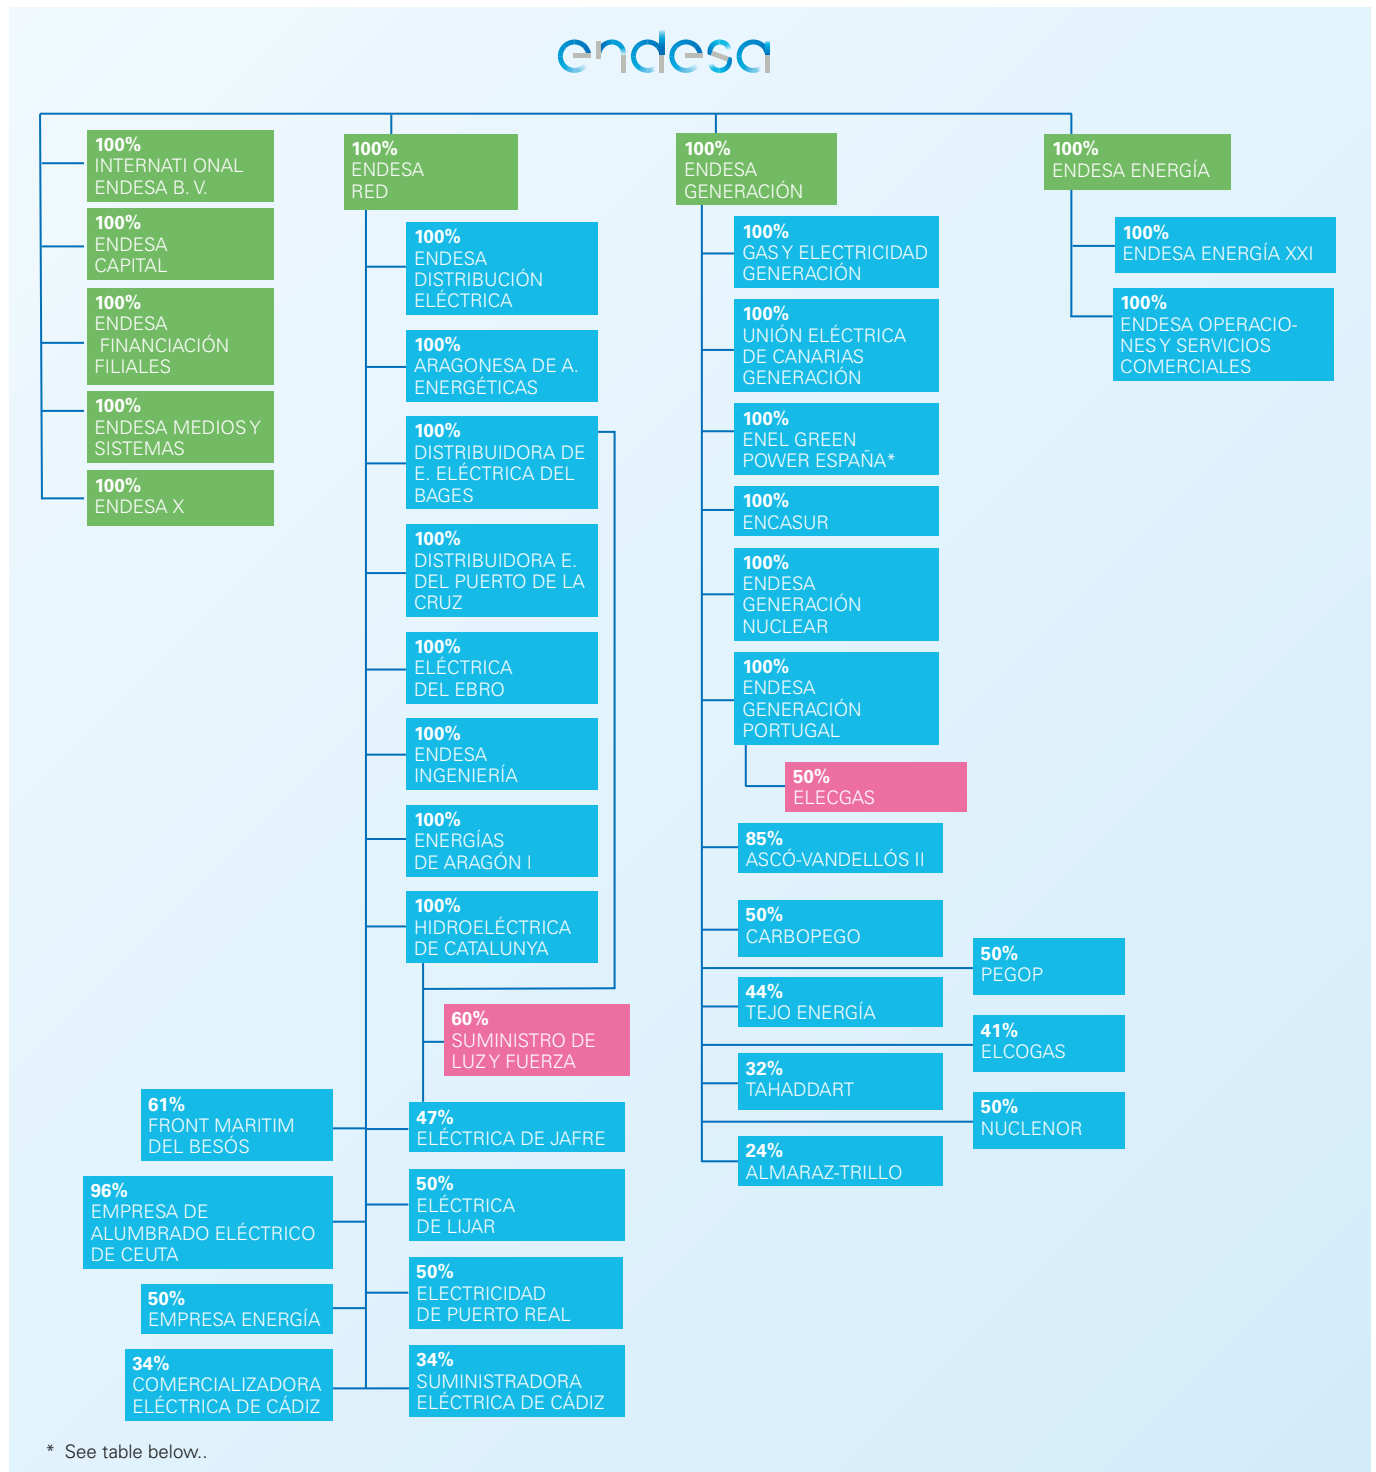 endesa
100%
INTERNATI ONAL
ENDESA B. V.
100%
ENDESA
CAPITAL
100%
ENDESA
FINANCIACIÓN
FILIALES
100%
ENDESA MEDIOS Y
SISTEMAS
100%
ENDESA X
100%
ENDESA
RED
100%
ENDESA
DISTRIBUCIÓN
ELÉCTRICA
100%
ARAGONESA DE A.
ENERGÉTICAS
100%
DISTRIBUIDORA DE
E. ELÉCTRICA DEL
BAGES
100%
DISTRIBUIDORA E.
DEL PUERTO DE LA
CRUZ
100%
ELÉCTRICA
DEL EBRO
100%
ENDESA
INGENIERÍA
100%
ENERGÍAS
DE ARAGÓN I
100%
HIDROELÉCTRICA
DE CATALUNYA
60%
SUMINISTRO DE
LUZ Y FUERZA
61%
FRONT MARITIM
DEL BESÓS
47%
ELÉCTRICA DE JAFRE
96%
EMPRESA DE
ALUMBRADO ELÉCTRICO
DE CEUTA
50%
ELÉCTRICA
DE LIJAR
50%
EMPRESA ENERGÍA
50%
ELECTRICIDAD
DE PUERTO REAL
34%
COMERCIALIZADORA
ELÉCTRICA DE CÁDIZ
34%
SUMINISTRADORA
ELÉCTRICA DE CÁDIZ
100%
ENDESA
GENERACIÓN
100%
GAS Y ELECTRICIDAD
GENERACIÓN
100%
UNIÓN ELÉCTRICA
DE CANARIAS
GENERACIÓN
100%
ENEL GREEN
POWER ESPAÑA*
100%
ENCASUR
100%
ENDESA
GENERACIÓN
NUCLEAR
100%
ENDESA
GENERACIÓN
PORTUGAL
50%
ELECGAS
85%
ASCÓ-VANDELLÓS II
50%
CARBOPEGO
50%
PEGOP
44%
TEJO ENERGÍA
41%
ELCOGAS
32%
TAHADDART
50%
NUCLENOR
24%
ALMARAZ-TRILLO
100%
ENDESA ENERGÍA
100%
ENDESA ENERGÍA XXI
100%
ENDESA OPERACIO-
NES Y SERVICIOS
COMERCIALES
* See table below..